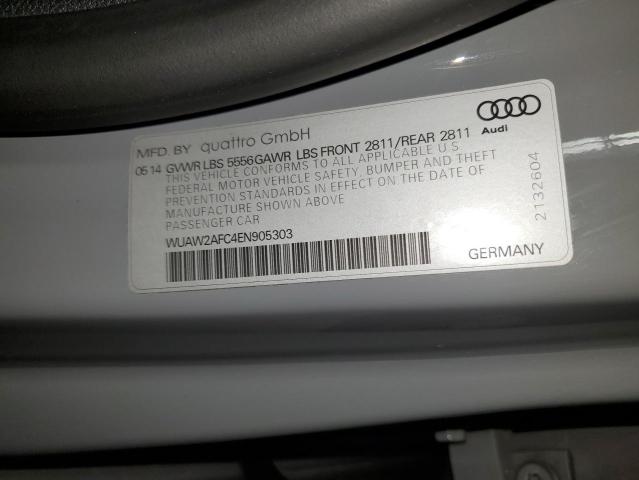 MFD. BY quattro GmbH
05 14 GVWR LBS 5556GAWR LBS FRONT 2811/REAR 2811
THIS VEHICLE CONFORMS TO ALL APPLICABLE U.S.
FEDERAL MOTOR VEHICLE SAFETY, BUMPER AND THEFT
PREVENTION STANDARDS IN EFFECT ON THE DATE OF
MANUFACTURE SHOWN ABOVE
PASSENGER CAR
WUAW2AFC4EN905303
Audi
2132604
GERMANY